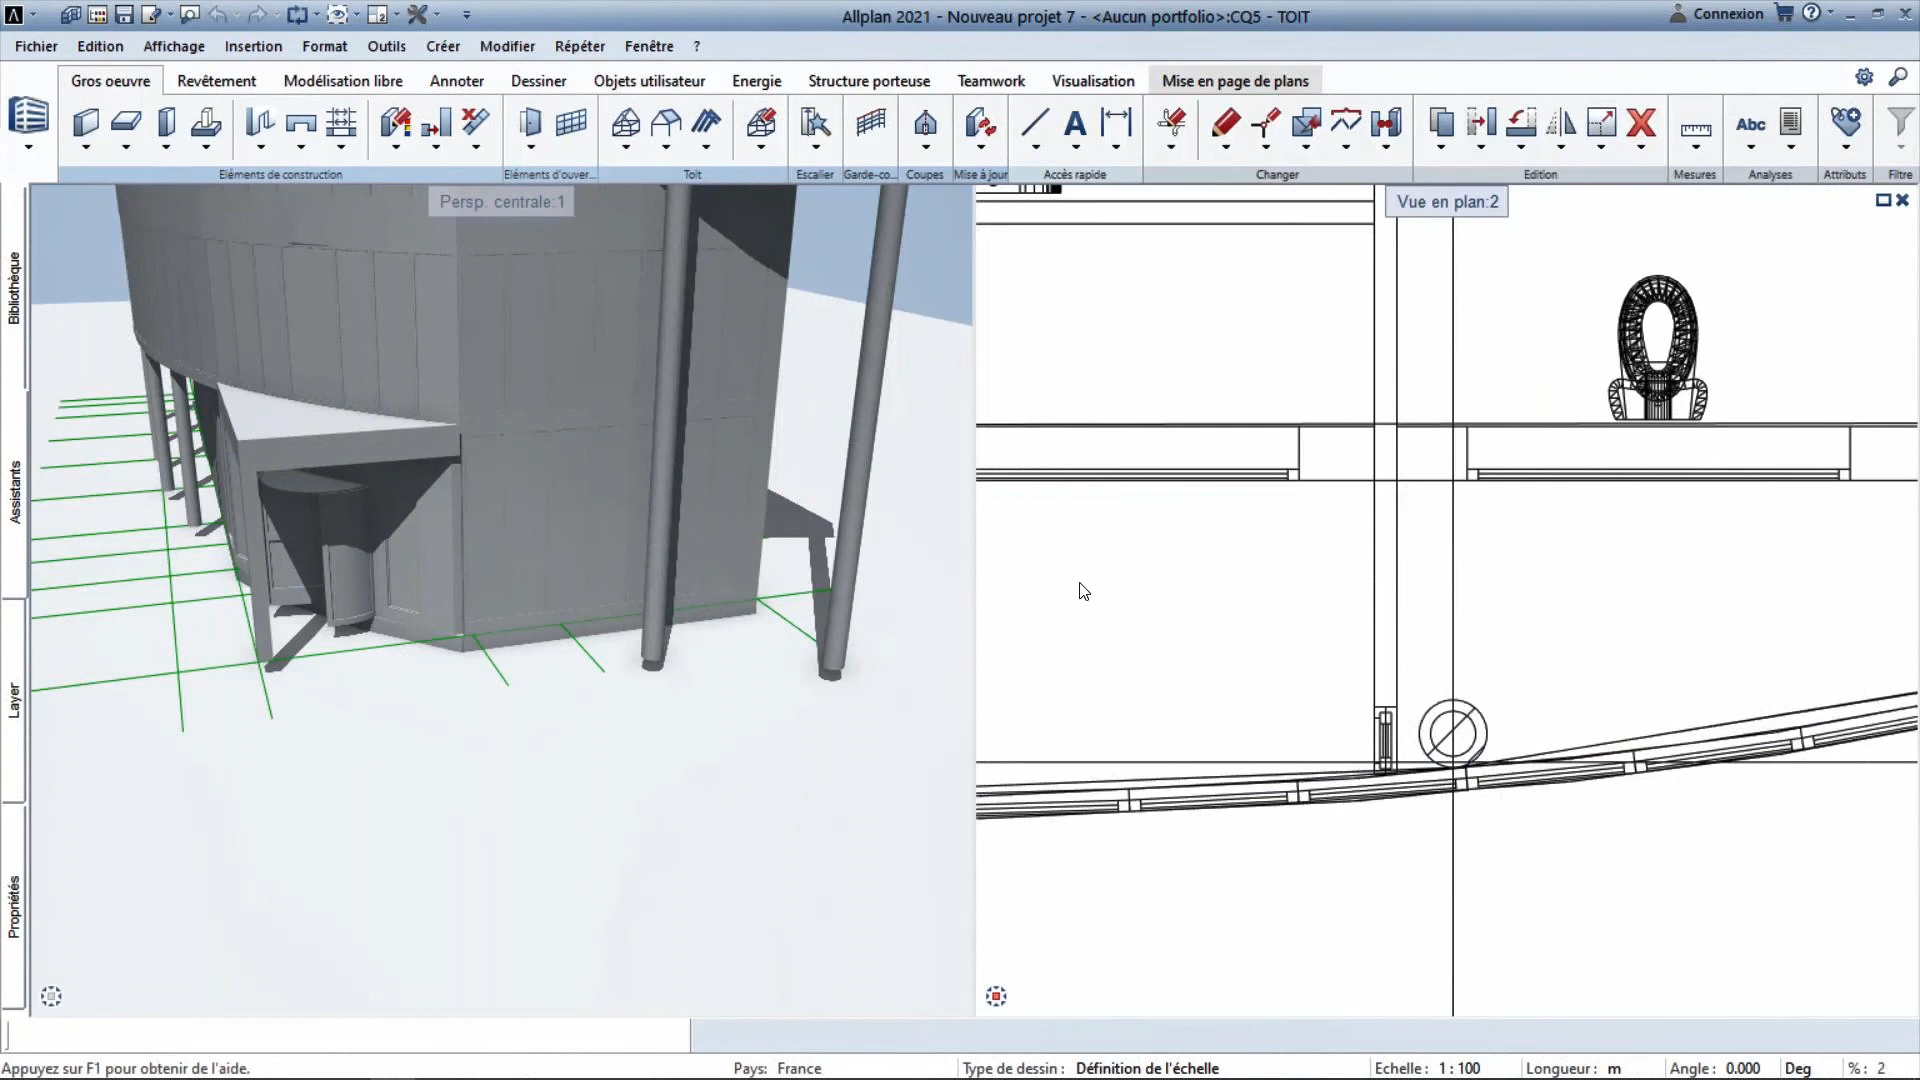 Allplan 2021 - Nouveau projet 7 - <Aucun portfolio>:CQ5 - TOIT
Connexion
Fichier Edition Affichage Insertion Format Outils Créer Modifier Répéter Fenêtre ?
Gros oeuvre Revêtement Modélisation libre Annoter Dessiner Objets utilisateur Energie Structure porteuse Teamwork Visualisation Mise en page de plans
A Abc
Eléments de construction Eléments d'ouver... Toit Escalier Garde-co... Coupes Mise à jour Accès rapide Changer Edition Mesures Analyses Attributs Filtre
Persp. centrale:1
Vue en plan:2
Bibliothèque
Assistants
Layer
Propriétés
Appuyez sur F1 pour obtenir de l'aide. Pays: France Type de dessin : Définition de l'échelle Echelle : 1 : 100 Longueur : m Angle : 0.000 Deg % : 2